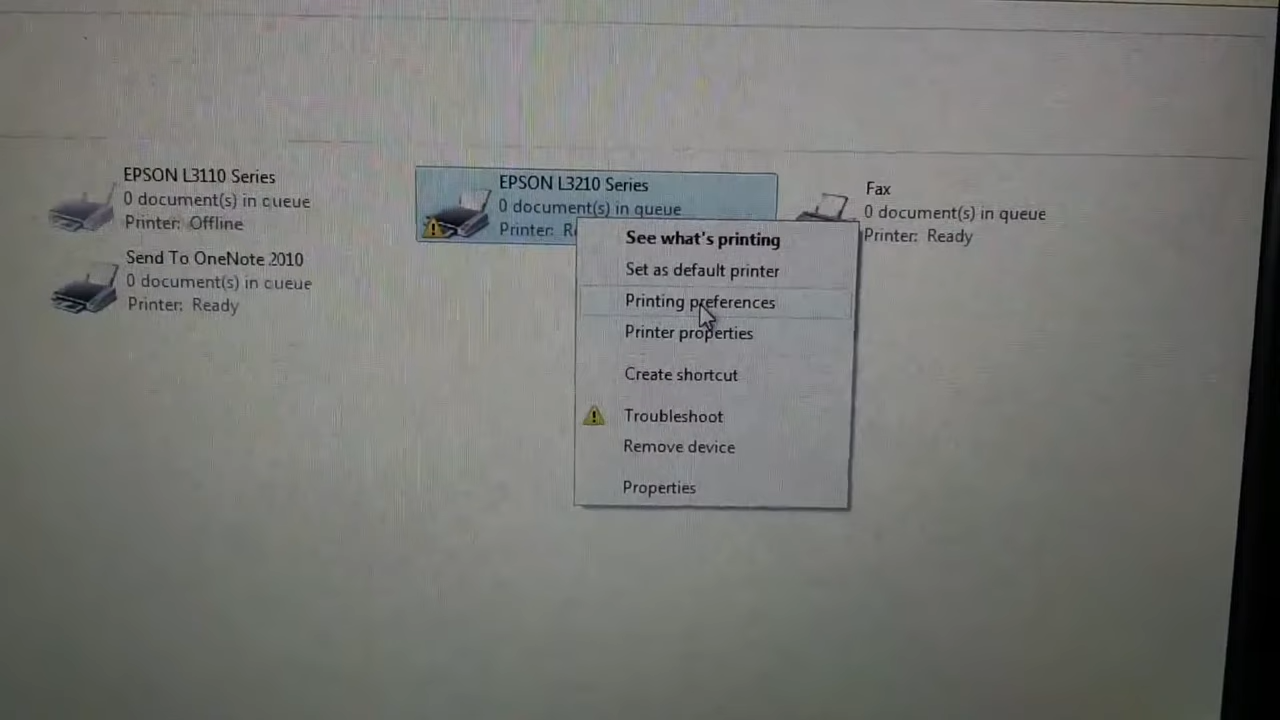 EPSON L3110 Series
0 document(s) in queue
Printer: Offline
Send To OneNote 2010
0 document(s) in queue
Printer: Ready
EPSON L3210 Series
0 document(s) in queue
Printer:
See what's printing
Set as default printer
Printing preferences
Printer properties
Create shortcut
Troubleshoot
Remove device
Properties
Fax
0 document(s) in queue
Printer: Ready